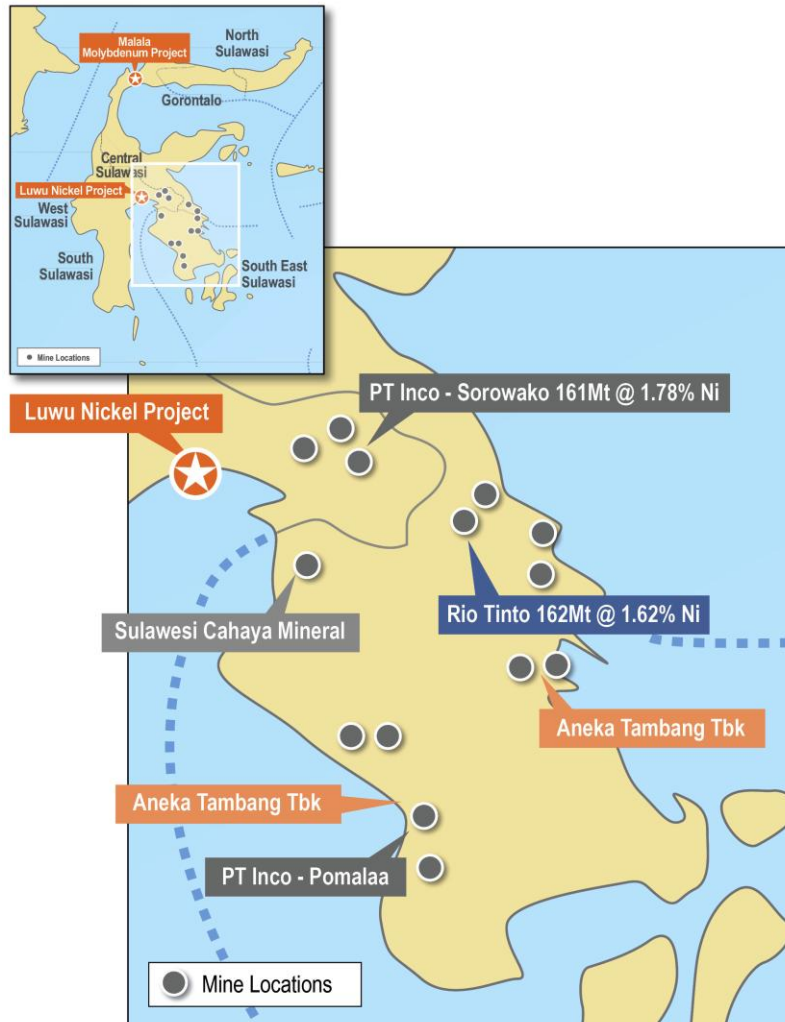 Malala
Molybdenum Project
North
Sulawasi
Gorontalo
Central
Sulawasi
Luwu Nickel Project
West
Sulawasi
South
Sulawasi
South East
Sulawasi
Mine Locations
Luwu Nickel Project
PT Inco - Sorowako 161Mt @ 1.78% Ni
Rio Tinto 162Mt @ 1.62% Ni
Sulawesi Cahaya Mineral
Aneka Tambang Tbk
Aneka Tambang Tbk
PT Inco - Pomalaa
Mine Locations